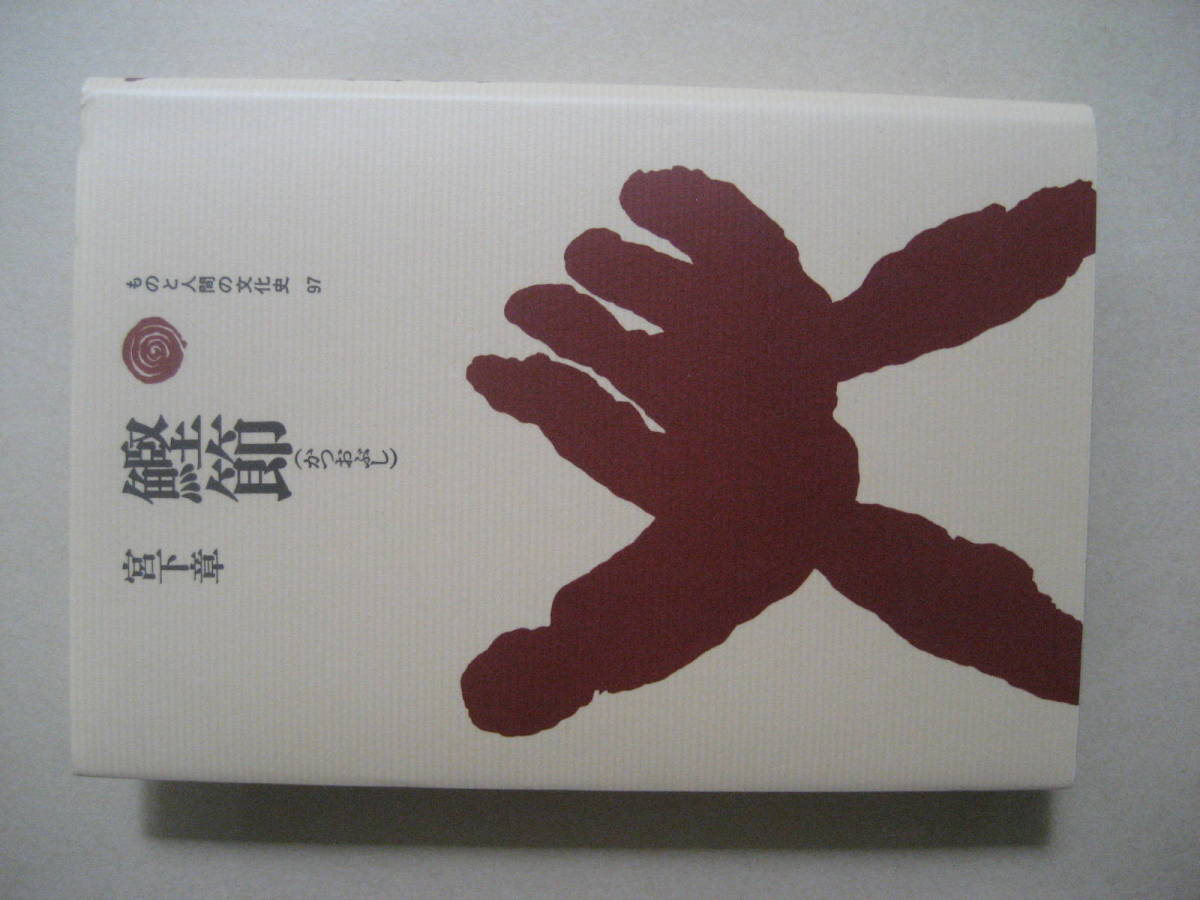 ものと人間の文化史 97
鰹節
(かつおぶし)
宮下章